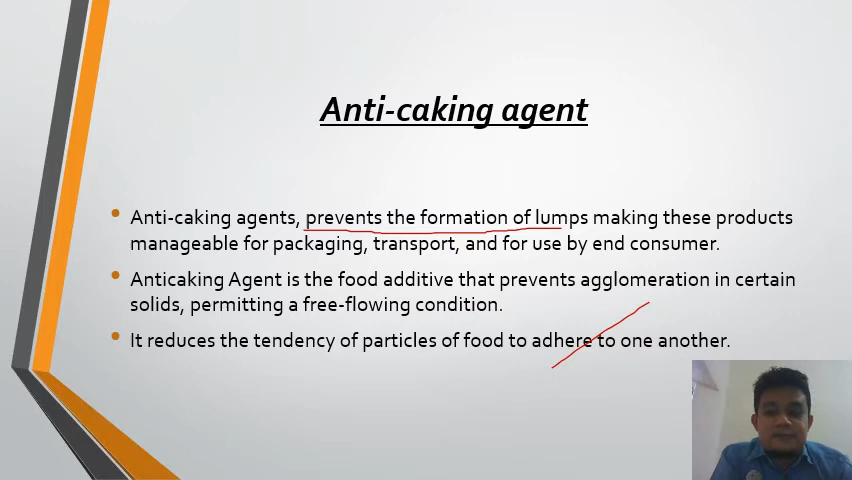 Anti-caking agent
Anti-caking agents, prevents the formation of lumps making these products
manageable for packaging, transport, and for use by end consumer.
Anticaking Agent is the food additive that prevents agglomeration in certain
solids, permitting a free-flowing condition.
It reduces the tendency of particles of food to adhere to one another.